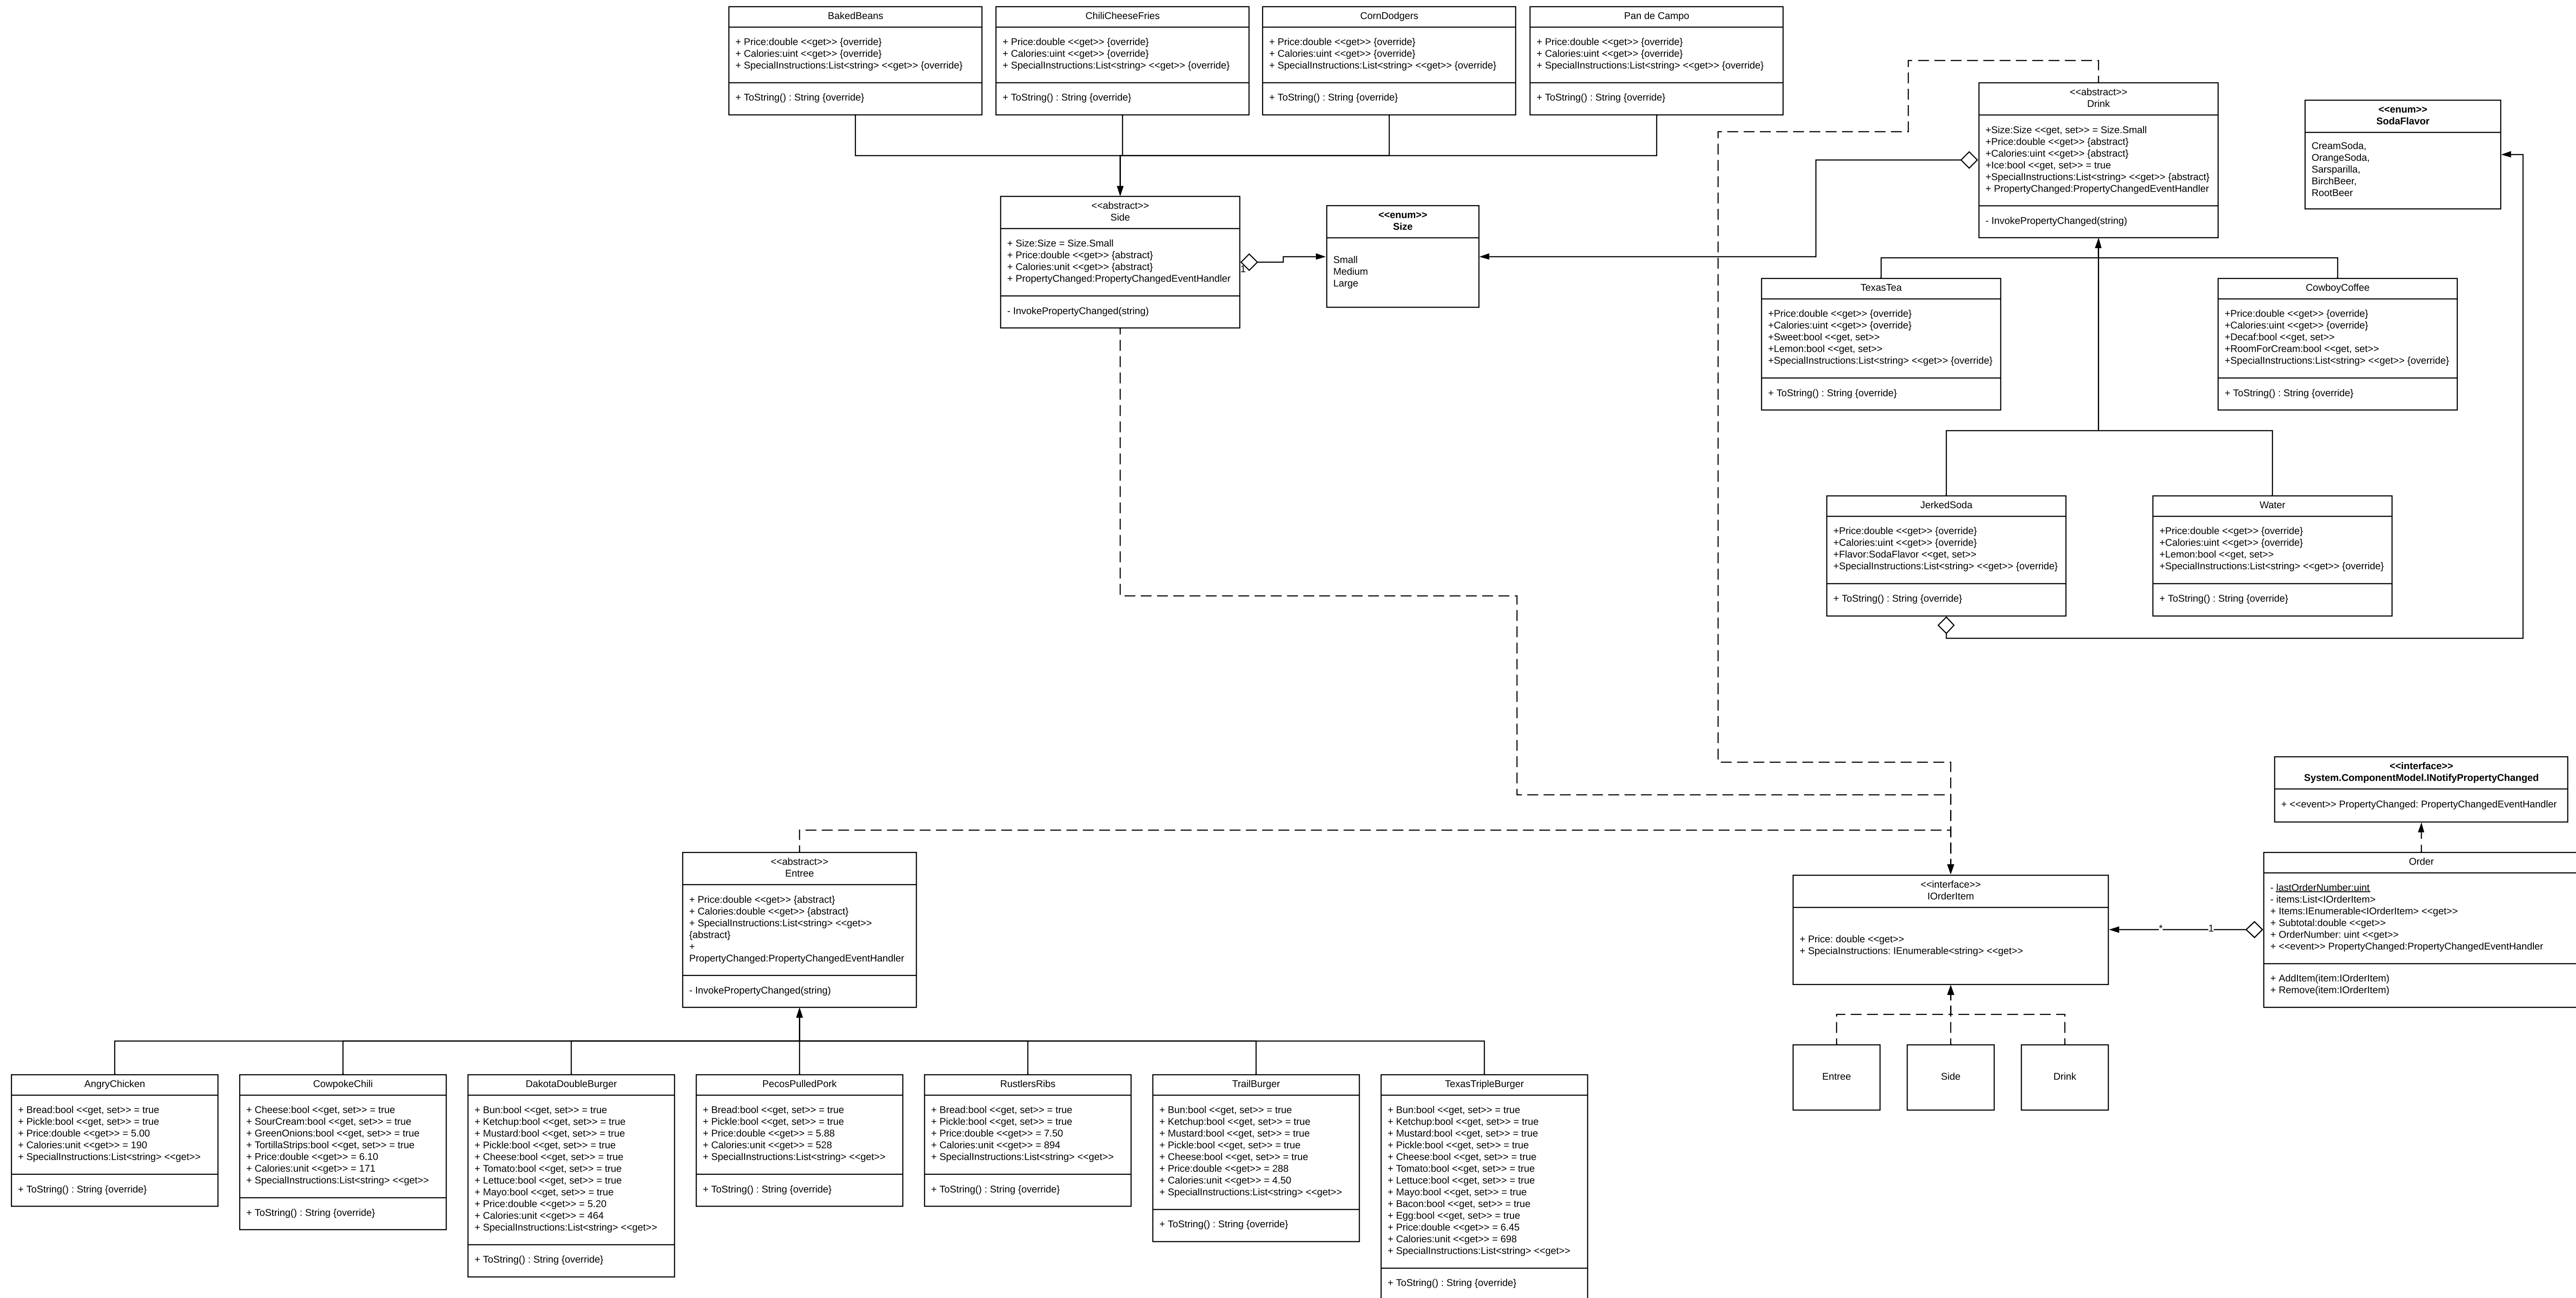 BakedBeans
+ Price:double <<get>> {override}
+ Calories:uint <<get>> {override}
+ SpecialInstructions:List<string> <<get>> {override}
+ ToString() : String {override}
ChiliCheeseFries
+ Price:double <<get>> {override}
+ Calories:uint <<get>> {override}
+ SpecialInstructions:List<string> <<get>> {override}
+ ToString() : String {override}
CornDodgers
+ Price:double <<get>> {override}
+ Calories:uint <<get>> {override}
+ SpecialInstructions:List<string> <<get>> {override}
+ ToString() : String {override}
Pan de Campo
+ Price:double <<get>> {override}
+ Calories:uint <<get>> {override}
+ SpecialInstructions:List<string> <<get>> {override}
+ ToString() : String {override}
<<abstract>>
Drink
+Size:Size <<get, set>> = Size.Small
+Price:double <<get>> {abstract}
+Calories:uint <<get>> {abstract}
+Ice:bool <<get, set>> = true
+SpecialInstructions:List<string> <<get>> {abstract}
+ PropertyChanged:PropertyChangedEventHandler
- InvokePropertyChanged(string)
<<enum>>
SodaFlavor
CreamSoda,
OrangeSoda,
Sarsparilla,
BirchBeer,
RootBeer
<<abstract>>
Side
+ Size:Size = Size.Small
+ Price:double <<get>> {abstract}
+ Calories:unit <<get>> {abstract}
+ PropertyChanged:PropertyChangedEventHandler
- InvokePropertyChanged(string)
1
<<enum>>
Size
Small
Medium
Large
TexasTea
+Price:double <<get>> {override}
+Calories:uint <<get>> {override}
+Sweet:bool <<get, set>>
+Lemon:bool <<get, set>>
+SpecialInstructions:List<string> <<get>> {override}
+ ToString() : String {override}
CowboyCoffee
+Price:double <<get>> {override}
+Calories:uint <<get>> {override}
+Decaf:bool <<get, set>>
+RoomForCream:bool <<get, set>>
+SpecialInstructions:List<string> <<get>> {override}
+ ToString() : String {override}
JerkedSoda
+Price:double <<get>> {override}
+Calories:uint <<get>> {override}
+Flavor:SodaFlavor <<get, set>>
+SpecialInstructions:List<string> <<get>> {override}
+ ToString() : String {override}
Water
+Price:double <<get>> {override}
+Calories:uint <<get>> {override}
+Lemon:bool <<get, set>>
+SpecialInstructions:List<string> <<get>> {override}
+ ToString() : String {override}
<<interface>>
System.ComponentModel.INotifyPropertyChanged
+ <<event>> PropertyChanged: PropertyChangedEventHandler
<<abstract>>
Entree
+ Price:double <<get>> {abstract}
+ Calories:double <<get>> {abstract}
+ SpecialInstructions:List<string> <<get>>
{abstract}
+
PropertyChanged:PropertyChangedEventHandler
- InvokePropertyChanged(string)
<<interface>>
IOrderItem
+ Price: double <<get>>
+ SpeciaInstructions: IEnumerable<string> <<get>>
*
1
Order
- lastOrderNumber:uint
- items:List<IOrderItem>
+ Items:IEnumerable<IOrderItem> <<get>>
+ Subtotal:double <<get>>
+ OrderNumber: uint <<get>>
+ <<event>> PropertyChanged:PropertyChangedEventHandler
+ AddItem(item:IOrderItem)
+ Remove(item:IOrderItem)
Entree
Side
Drink
AngryChicken
+ Bread:bool <<get, set>> = true
+ Pickle:bool <<get, set>> = true
+ Price:double <<get>> = 5.00
+ Calories:unit <<get>> = 190
+ SpecialInstructions:List<string> <<get>>
+ ToString() : String {override}
CowpokeChili
+ Cheese:bool <<get, set>> = true
+ SourCream:bool <<get, set>> = true
+ GreenOnions:bool <<get, set>> = true
+ TortillaStrips:bool <<get, set>> = true
+ Price:double <<get>> = 6.10
+ Calories:unit <<get>> = 171
+ SpecialInstructions:List<string> <<get>>
+ ToString() : String {override}
DakotaDoubleBurger
+ Bun:bool <<get, set>> = true
+ Ketchup:bool <<get, set>> = true
+ Mustard:bool <<get, set>> = true
+ Pickle:bool <<get, set>> = true
+ Cheese:bool <<get, set>> = true
+ Tomato:bool <<get, set>> = true
+ Lettuce:bool <<get, set>> = true
+ Mayo:bool <<get, set>> = true
+ Price:double <<get>> = 5.20
+ Calories:unit <<get>> = 464
+ SpecialInstructions:List<string> <<get>>
+ ToString() : String {override}
PecosPulledPork
+ Bread:bool <<get, set>> = true
+ Pickle:bool <<get, set>> = true
+ Price:double <<get>> = 5.88
+ Calories:unit <<get>> = 528
+ SpecialInstructions:List<string> <<get>>
+ ToString() : String {override}
RustlersRibs
+ Bread:bool <<get, set>> = true
+ Pickle:bool <<get, set>> = true
+ Price:double <<get>> = 7.50
+ Calories:unit <<get>> = 894
+ SpecialInstructions:List<string> <<get>>
+ ToString() : String {override}
TrailBurger
+ Bun:bool <<get, set>> = true
+ Ketchup:bool <<get, set>> = true
+ Mustard:bool <<get, set>> = true
+ Pickle:bool <<get, set>> = true
+ Cheese:bool <<get, set>> = true
+ Price:double <<get>> = 288
+ Calories:unit <<get>> = 4.50
+ SpecialInstructions:List<string> <<get>>
+ ToString() : String {override}
TexasTripleBurger
+ Bun:bool <<get, set>> = true
+ Ketchup:bool <<get, set>> = true
+ Mustard:bool <<get, set>> = true
+ Pickle:bool <<get, set>> = true
+ Cheese:bool <<get, set>> = true
+ Tomato:bool <<get, set>> = true
+ Lettuce:bool <<get, set>> = true
+ Mayo:bool <<get, set>> = true
+ Bacon:bool <<get, set>> = true
+ Egg:bool <<get, set>> = true
+ Price:double <<get>> = 6.45
+ Calories:unit <<get>> = 698
+ SpecialInstructions:List<string> <<get>>
+ ToString() : String {override}